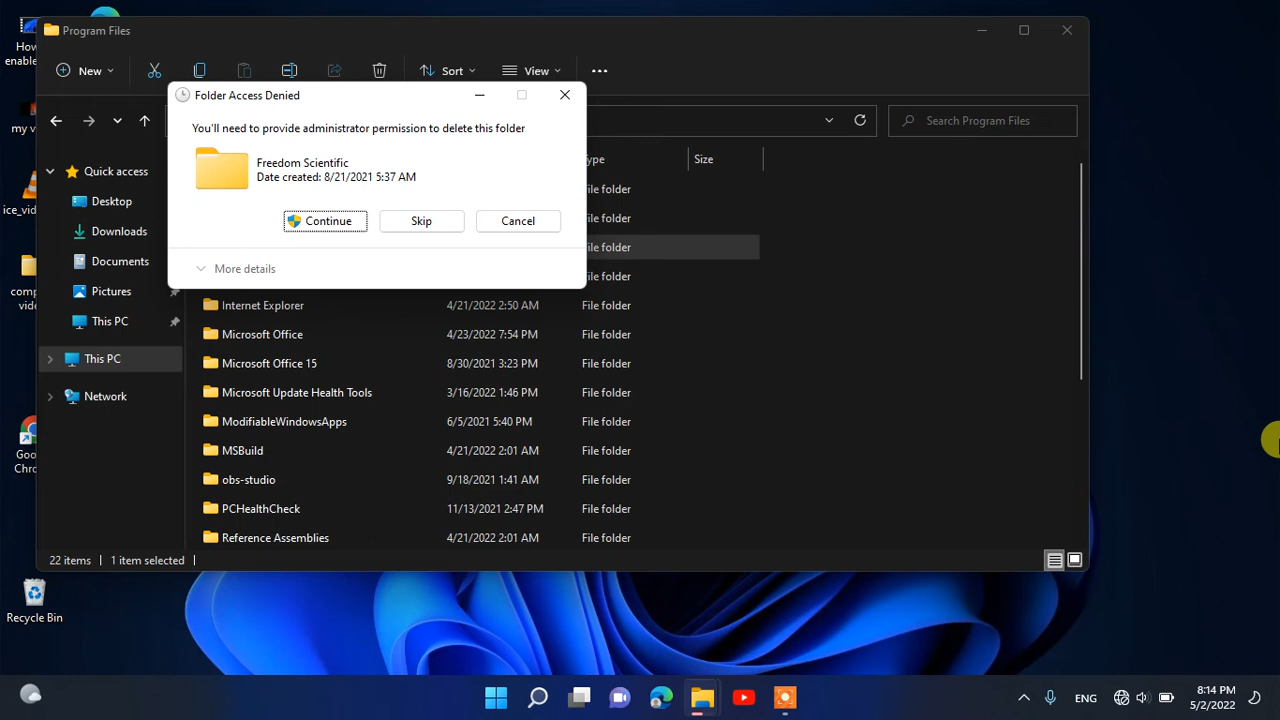 How
enable
Program Files
New
Sort
View
my v
Folder Access Denied
You'll need to provide administrator permission to delete this folder
Freedom Scientific
Date created: 8/21/2021 5:37 AM
Continue
Skip
Cancel
More details
Search Program Files
Size
File folder
File folder
File folder
File folder
Quick access
Desktop
Downloads
Documents
Pictures
This PC
This PC
Network
ice_vide
comp
video
Goo
Chro
Internet Explorer 4/21/2022 2:50 AM File folder
Microsoft Office 4/23/2022 7:54 PM File folder
Microsoft Office 15 8/30/2021 3:23 PM File folder
Microsoft Update Health Tools 3/16/2022 1:46 PM File folder
ModifiableWindowsApps 6/5/2021 5:40 PM File folder
MSBuild 4/21/2022 2:01 AM File folder
obs-studio 9/18/2021 1:41 AM File folder
PCHealthCheck 11/13/2021 2:47 PM File folder
Reference Assemblies 4/21/2022 2:01 AM File folder
22 items 1 item selected
Recycle Bin
ENG
8:14 PM
5/2/2022